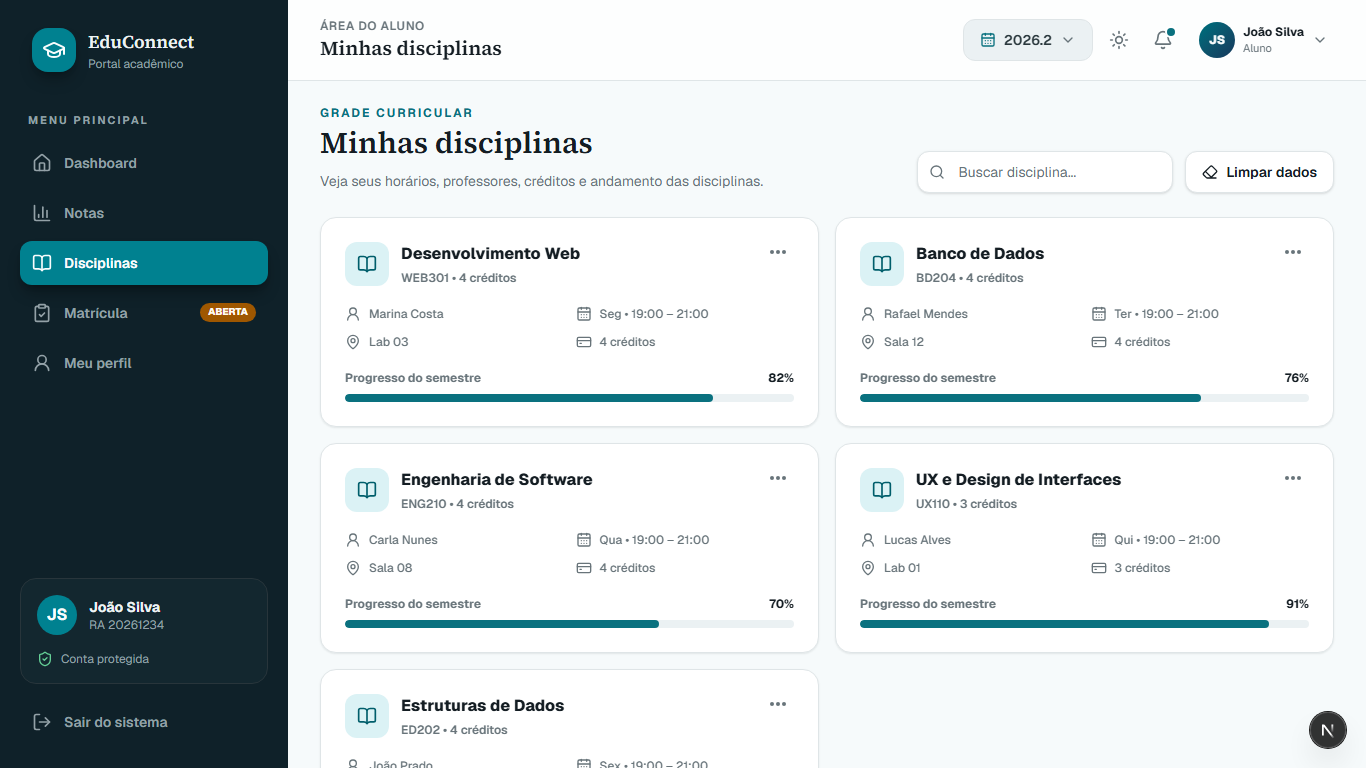 EduConnect
Portal acadêmico
MENU PRINCIPAL
Dashboard
Notas
Disciplinas
Matrícula
ABERTA
Meu perfil
JS
João Silva
RA 20261234
Conta protegida
Sair do sistema
ÁREA DO ALUNO
Minhas disciplinas
2026.2
JS
João Silva
Aluno
GRADE CURRICULAR
Minhas disciplinas
Veja seus horários, professores, créditos e andamento das disciplinas.
Buscar disciplina...
Limpar dados
Desenvolvimento Web
WEB301 • 4 créditos
Marina Costa
Seg • 19:00 – 21:00
Lab 03
4 créditos
Progresso do semestre
82%
Banco de Dados
BD204 • 4 créditos
Rafael Mendes
Ter • 19:00 – 21:00
Sala 12
4 créditos
Progresso do semestre
76%
Engenharia de Software
ENG210 • 4 créditos
Carla Nunes
Qua • 19:00 – 21:00
Sala 08
4 créditos
Progresso do semestre
70%
UX e Design de Interfaces
UX110 • 3 créditos
Lucas Alves
Qui • 19:00 – 21:00
Lab 01
3 créditos
Progresso do semestre
91%
Estruturas de Dados
ED202 • 4 créditos
João Prado
Sex • 19:00 – 21:00
N